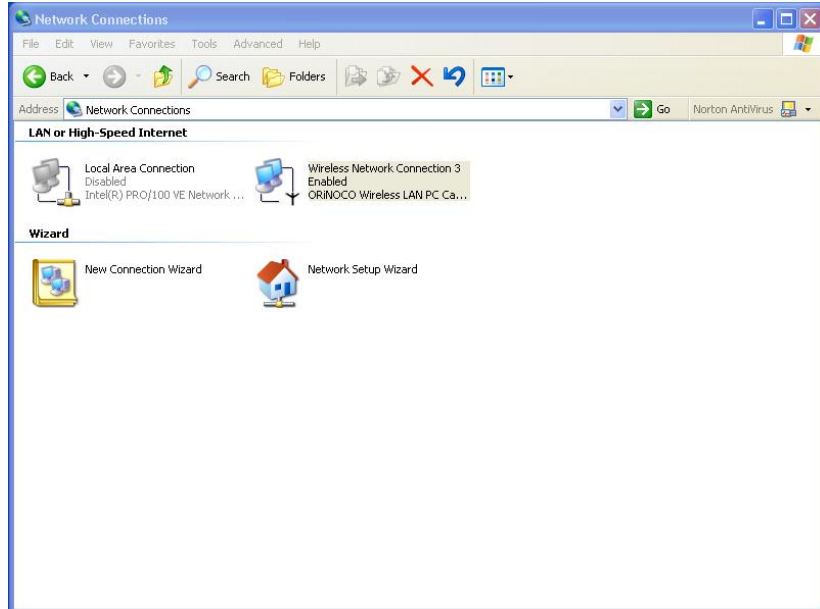 Network Connections
File Edit View Favorites Tools Advanced Help
Back Search Folders
Address Network Connections Go Norton AntiVirus
LAN or High-Speed Internet
Local Area Connection
Disabled
Intel(R) PRO/100 VE Network ...
Wireless Network Connection 3
Enabled
ORiNOCO Wireless LAN PC Ca...
Wizard
New Connection Wizard
Network Setup Wizard